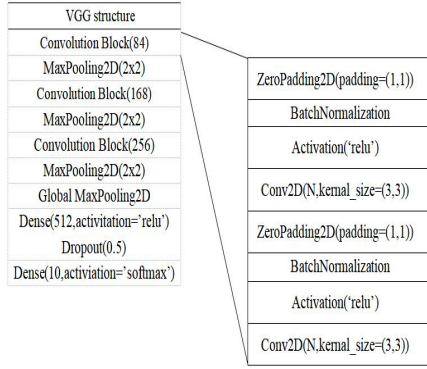 VGG structure
Convolution Block(84)
MaxPooling2D(2x2)
Convolution Block(168)
MaxPooling2D(2x2)
Convolution Block(256)
MaxPooling2D(2x2)
Global MaxPooling2D
Dense(512,activitation='relu')
Dropout(0.5)
Dense(10,activiation='softmax')
ZeroPadding2D(padding=(1,1))
BatchNormalization
Activation('relu')
Conv2D(N,kernal_size=(3,3))
ZeroPadding2D(padding=(1,1))
BatchNormalization
Activation('relu')
Conv2D(N,kernal_size=(3,3))